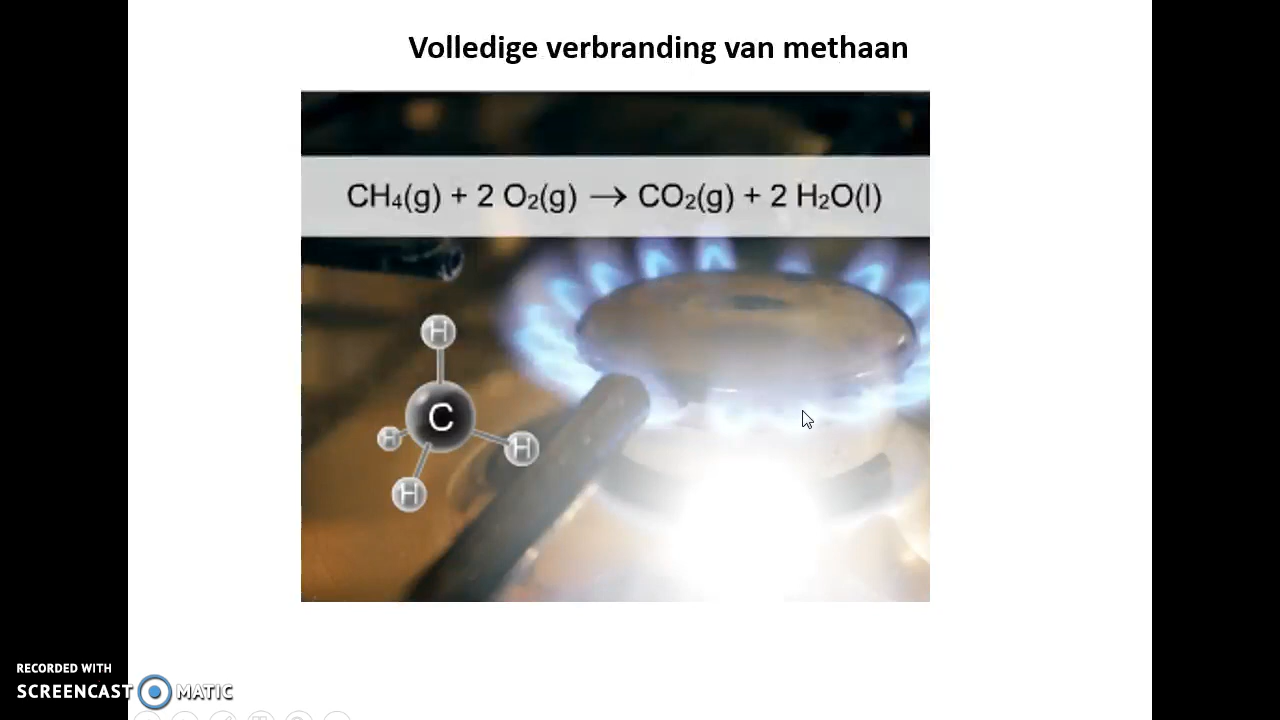 Volledige verbranding van methaan
CH₄(g) + 2 O₂(g) → CO₂(g) + 2 H₂O(l)
H
C
H
H
H
RECORDED WITH
SCREENCAST MATIC